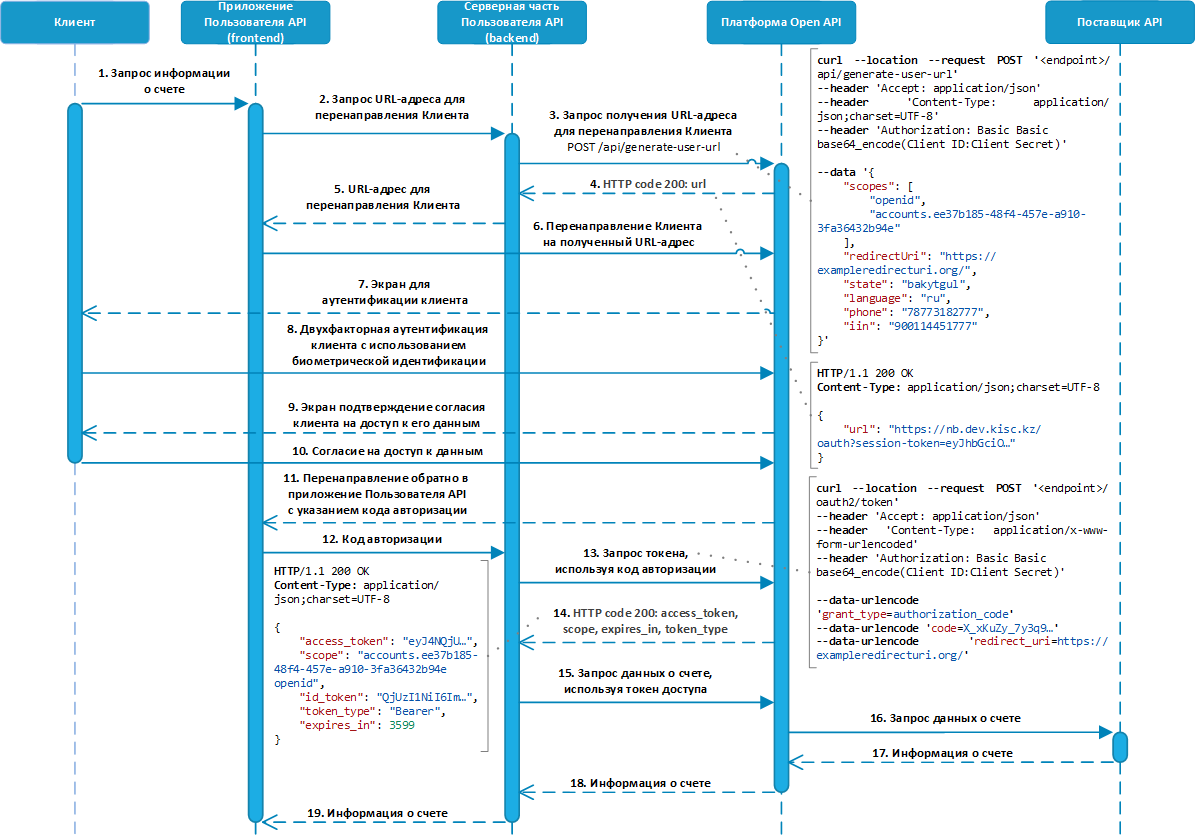 Клиент
Приложение
Пользователя API
(frontend)
Серверная часть
Пользователя API
(backend)
Платформа Open API
Поставщик API
1. Запрос информации
о счете
2. Запрос URL-адреса для
перенаправления Клиента
3. Запрос получения URL-адреса
для перенаправления Клиента
POST /api/generate-user-url
4. HTTP code 200: url
5. URL-адрес для
перенаправления Клиента
6. Перенаправление Клиента
на полученный URL-адрес
7. Экран для
аутентификации клиента
8. Двухфакторная аутентификация
клиента с использованием
биометрической идентификации
9. Экран подтверждение согласия
клиента на доступ к его данным
10. Согласие на доступ к данным
11. Перенаправление обратно в
приложение Пользователя API
с указанием кода авторизации
12. Код авторизации
13. Запрос токена,
используя код авторизации
14. HTTP code 200: access_token,
scope, expires_in, token_type
15. Запрос данных о счете,
используя токен доступа
16. Запрос данных о счете
17. Информация о счете
18. Информация о счете
19. Информация о счете
curl --location --request POST '<endpoint>/
api/generate-user-url'
--header 'Accept: application/json'
--header 'Content-Type: application/
json;charset=UTF-8'
--header 'Authorization: Basic Basic
base64_encode(Client ID:Client Secret)'
--data '{
"scopes": [
"openid",
"accounts.ee37b185-48f4-457e-a910-
3fa36432b94e"
],
"redirectUri": "https://
exampleredirecturi.org/",
"state": "bakytgul",
"language": "ru",
"phone": "78773182777",
"iin": "900114451777"
}'
HTTP/1.1 200 OK
Content-Type: application/json;charset=UTF-8
{
"url": "https://nb.dev.kisc.kz/
oauth?session-token=eyJhbGciO…"
}
curl --location --request POST '<endpoint>/
oauth2/token'
--header 'Accept: application/json'
--header 'Content-Type: application/x-www-
form-urlencoded'
--header 'Authorization: Basic Basic
base64_encode(Client ID:Client Secret)'
--data-urlencode
'grant_type=authorization_code'
--data-urlencode 'code=X_xKuZy_7y3q9…'
--data-urlencode 'redirect_uri=https://
exampleredirecturi.org/'
HTTP/1.1 200 OK
Content-Type: application/
json;charset=UTF-8
{
"access_token": "eyJ4NQjU…",
"scope": "accounts.ee37b185-
48f4-457e-a910-3fa36432b94e
openid",
"id_token": "QjUzI1NiI6Im…",
"token_type": "Bearer",
"expires_in": 3599
}